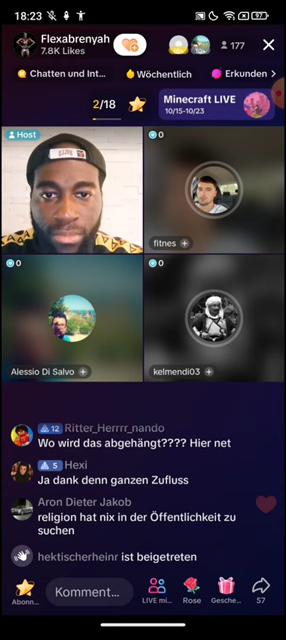 18:23
97
Flexabrenyah
7.8K Likes
177
Chatten und Int...
Wöchentlich
Erkunden
2/18
Minecraft LIVE
10/15-10/23
Host
0
fitnes
0
Alessio Di Salvo
0
kelmendi03
12 Ritter_Herrrr_nando
Wo wird das abgehängt???? Hier net
5 Hexi
Ja dank denn ganzen Zufluss
Aron Dieter Jakob
religion hat nix in der Öffentlichkeit zu
suchen
hektischerheinr ist beigetreten
Komment...
Abonn...
LIVE mi...
Rose
Gesche...
57